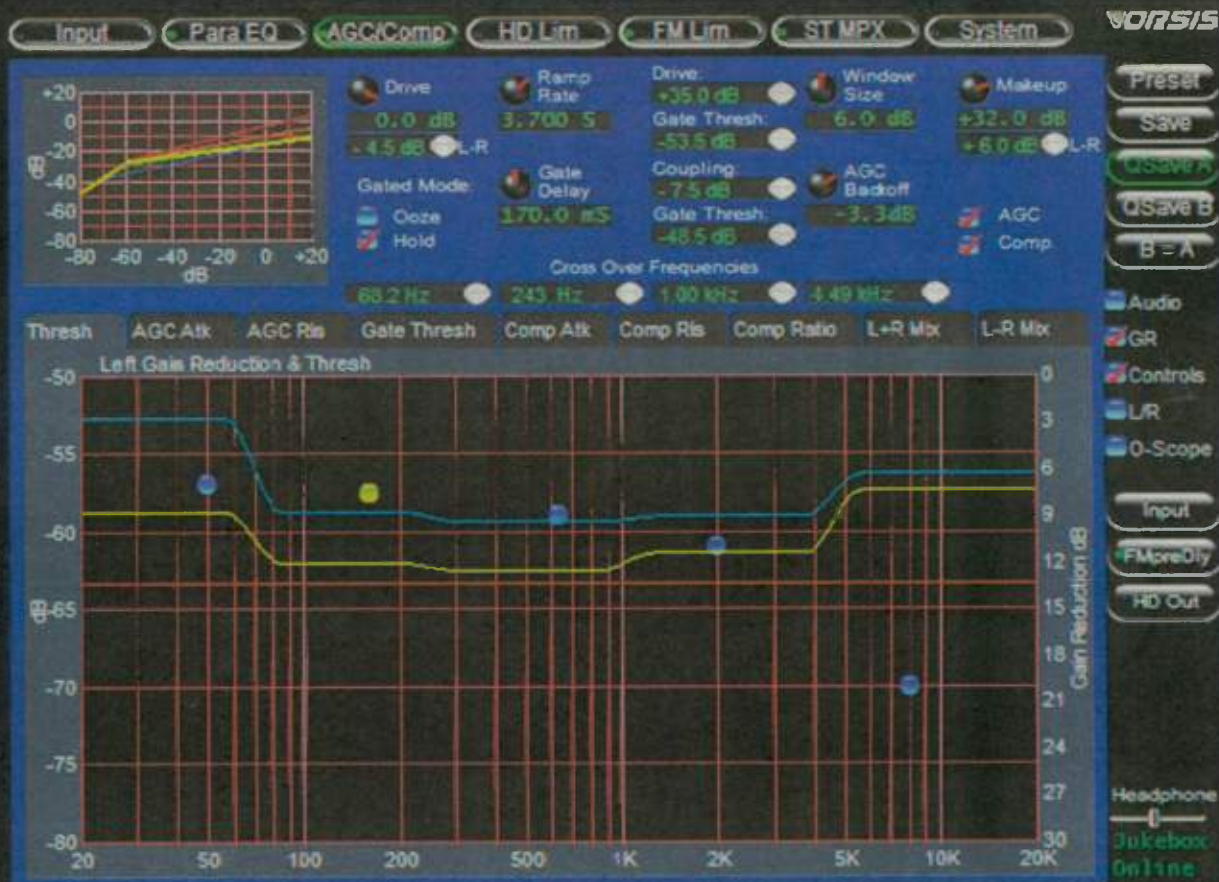 Input Para EQ AGC/Comp HD Lim FM Lim ST MPX System VORSIS
Drive
0.0 dB
-4.5 dB L-R
Ramp Rate
3.700 S
Drive:
+35.0 dB
Gate Thresh:
-53.5 dB
Window Size
6.0 dB
Makeup
+32.0 dB
+6.0 dB L-R
Gated Mode:
Ooze
Hold
Gate Delay
170.0 mS
Coupling:
-7.5 dB
Gate Thresh:
-48.5 dB
AGC Backoff
-3.3dB
AGC
Comp.
+20
0
-20
-40
-60
-80
dB
-80 -60 -40 -20 0 +20
dB
Cross Over Frequencies
68.2 Hz 243. Hz 1.00 kHz 4.49 kHz
Thresh AGC Atk AGC Rls Gate Thresh Comp Atk Comp Rls Comp Ratio L+R Mix L-R Mix
Left Gain Reduction & Thresh
-50
-55
-60
-65
-70
-75
-80
dB
0
3
6
9
12
15
18
21
24
27
30
Gain Reduction dB
20 50 100 200 500 1K 2K 5K 10K 20K
Preset
Save
QSave A
QSave B
B = A
Audio
GR
Controls
L/R
O-Scope
Input
FMpreDly
HD Out
Headphone
Jukebox
Online